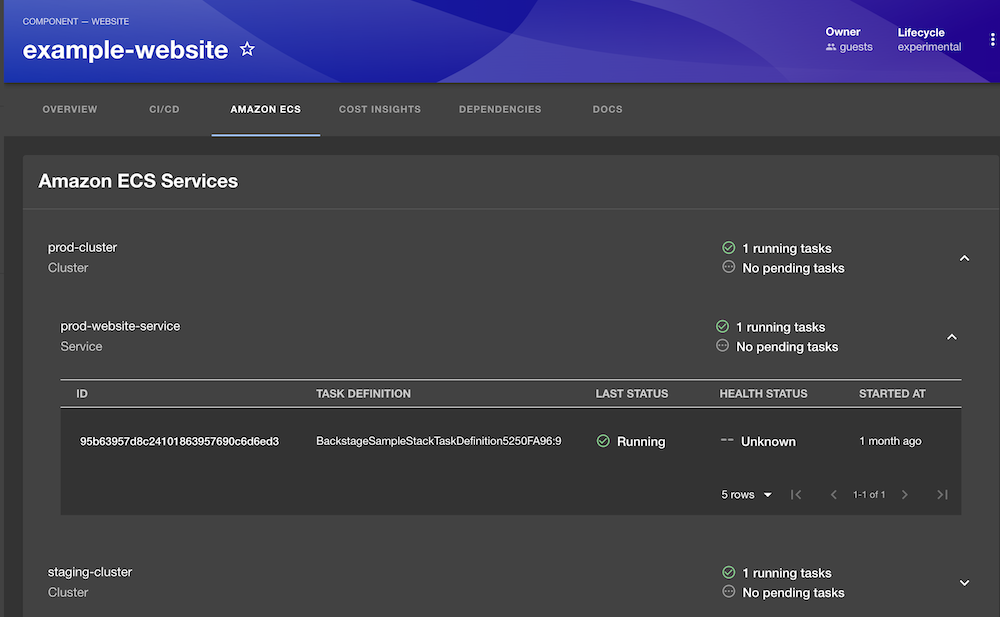 COMPONENT — WEBSITE
example-website
Owner
guests
Lifecycle
experimental
OVERVIEW CI/CD AMAZON ECS COST INSIGHTS DEPENDENCIES DOCS
Amazon ECS Services
prod-cluster
Cluster
1 running tasks
No pending tasks
prod-website-service
Service
1 running tasks
No pending tasks
ID TASK DEFINITION LAST STATUS HEALTH STATUS STARTED AT
95b63957d8c24101863957690c6d6ed3 BackstageSampleStackTaskDefinition5250FA96:9 Running -- Unknown 1 month ago
5 rows 1-1 of 1
staging-cluster
Cluster
1 running tasks
No pending tasks